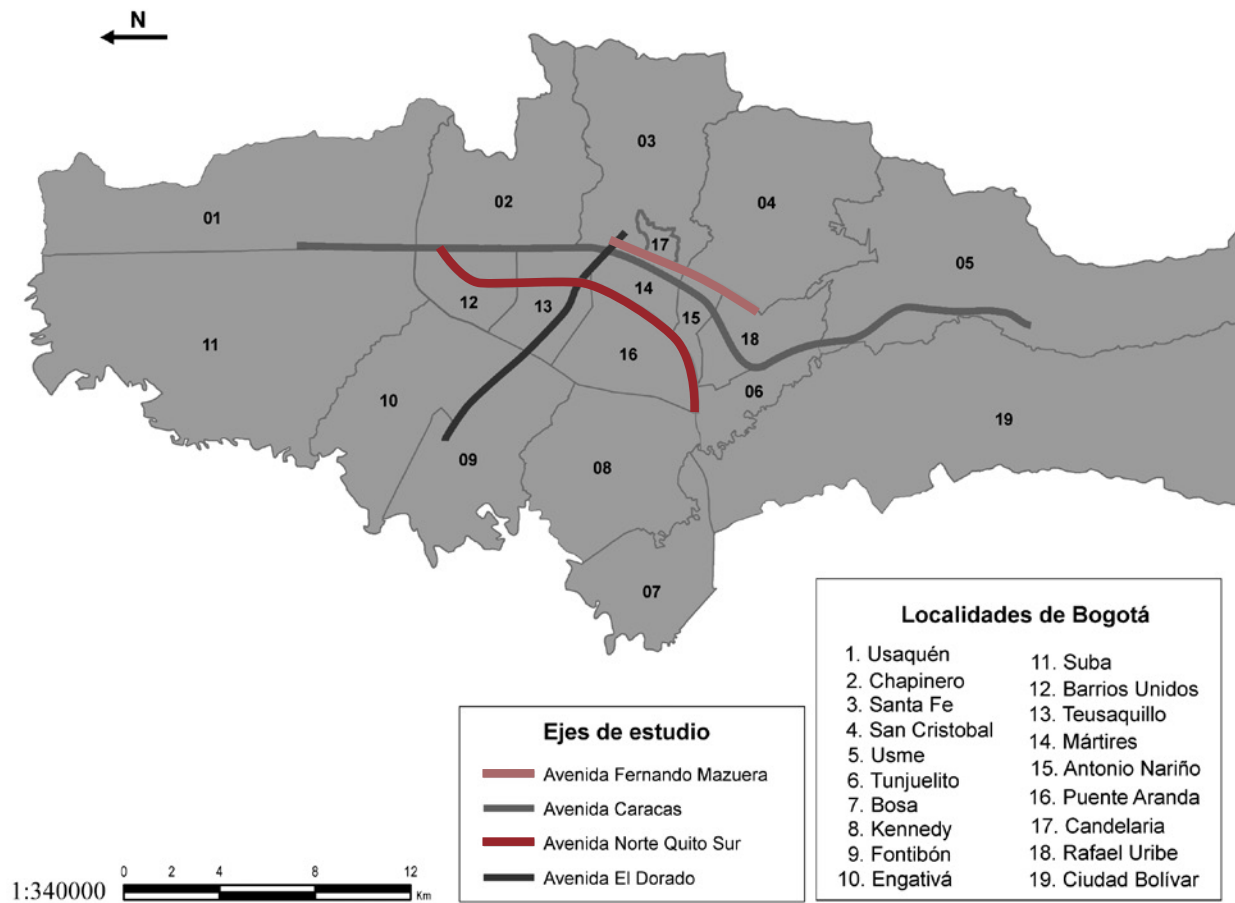 N
03
02
04
01
17
05
14
12
13
15
18
11
16
10
06
19
09
08
07
Localidades de Bogotá
1. Usaquén
2. Chapinero
3. Santa Fe
4. San Cristobal
5. Usme
6. Tunjuelito
7. Bosa
8. Kennedy
9. Fontibón
10. Engativá
11. Suba
12. Barrios Unidos
13. Teusaquillo
14. Mártires
15. Antonio Nariño
16. Puente Aranda
17. Candelaria
18. Rafael Uribe
19. Ciudad Bolívar
Ejes de estudio
Avenida Fernando Mazuera
Avenida Caracas
Avenida Norte Quito Sur
Avenida El Dorado
1:340000
0 4 8 12
Km